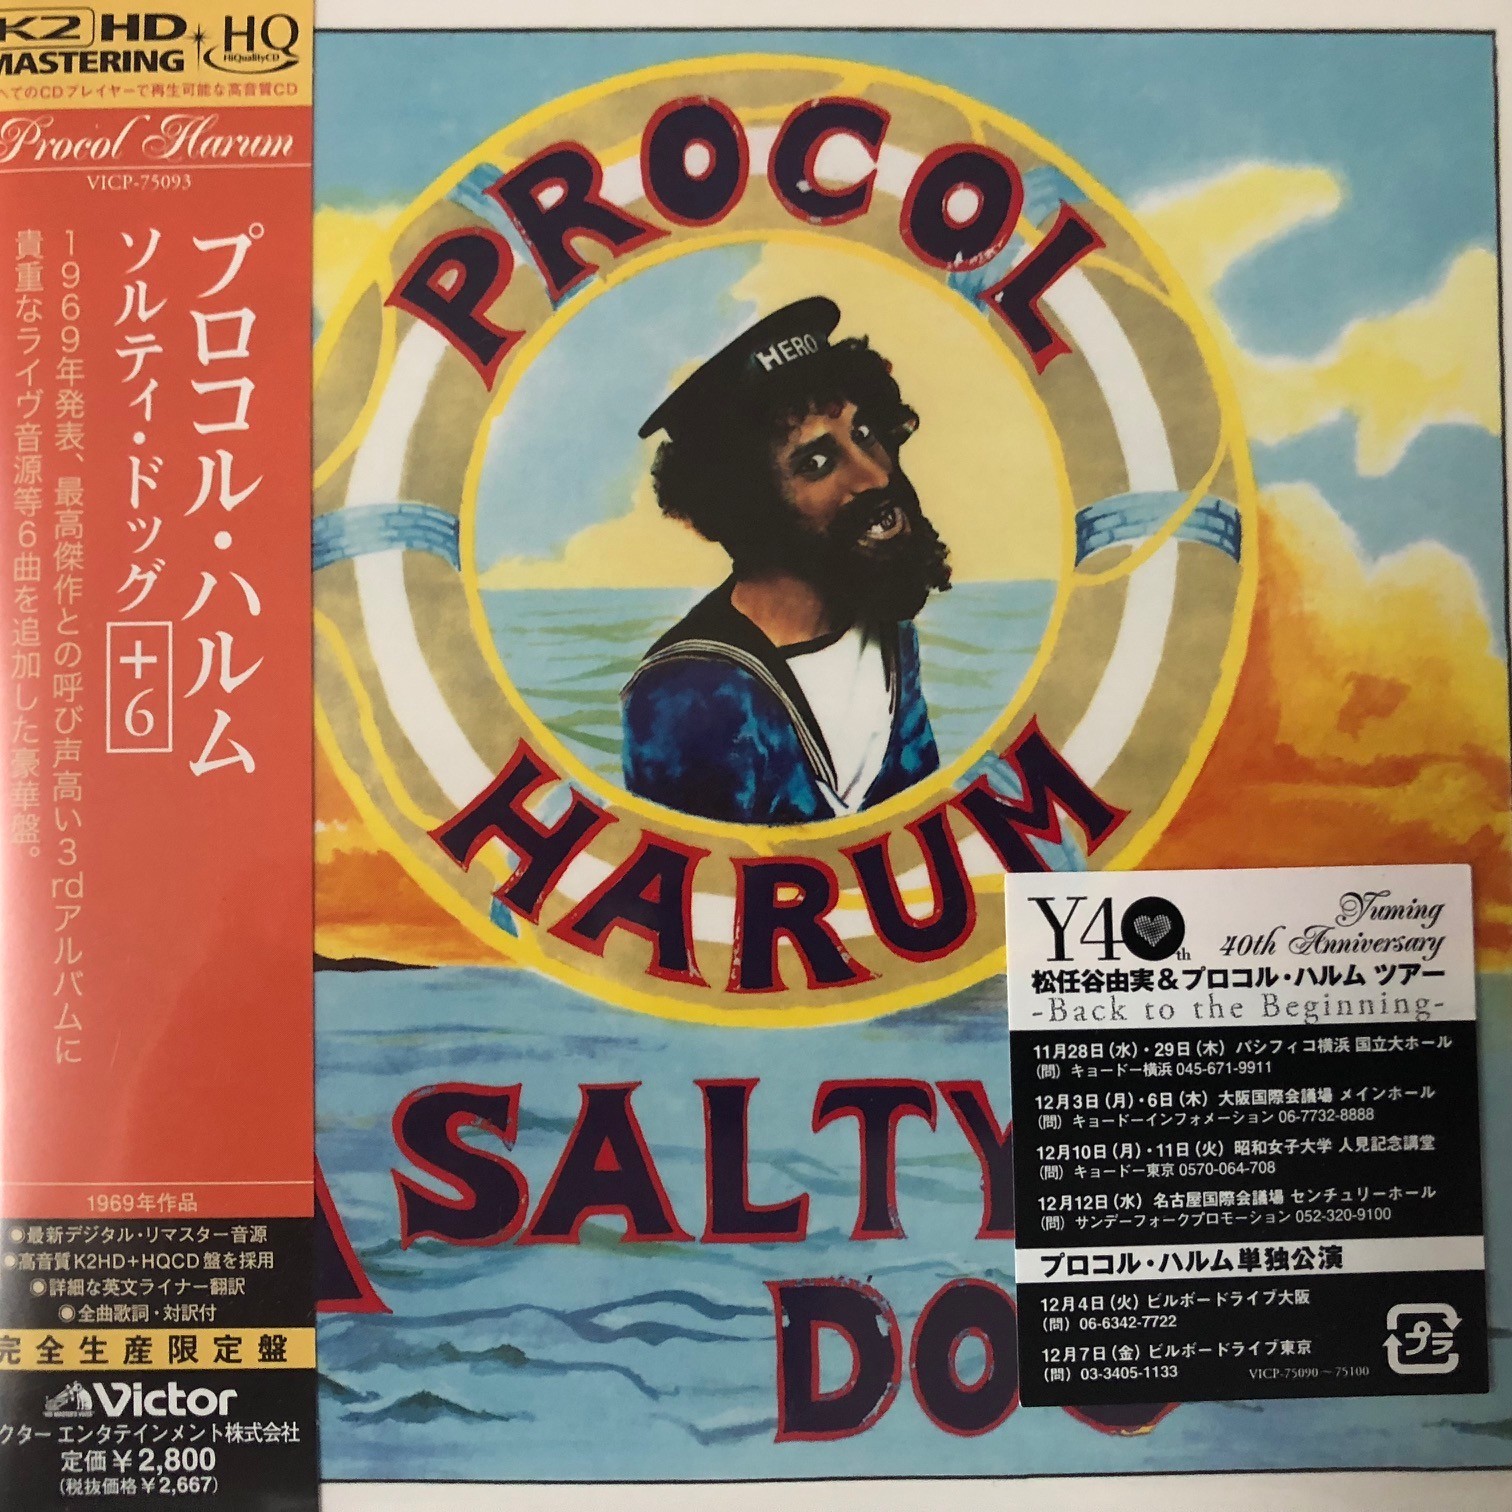 K2 HD
MASTERING
HQ
HiQualityCD
べてのCDプレイヤーで再生可能な高音質CD
Procol Harum
VICP-75093
プロコル・ハルム
ソルティ・ドッグ+6
1969年発表、最高傑作との呼び声高い3rdアルバムに
貴重なライヴ音源等6曲を追加した豪華盤。
1969年作品
●最新デジタル・リマスター音源
●高音質K2HD+HQCD盤を採用
●詳細な英文ライナー翻訳
●全曲歌詞・対訳付
完全生産限定盤
Victor
クター エンタテインメント株式会社
定価¥2,800
(税抜価格¥2,667)
PROCOL
HERO
HARUM
A SALTY
DO
Y40th
Yuming
40th Anniversary
松任谷由実&プロコル・ハルム ツアー
-Back to the Beginning-
11月28日(水)・29日(木) パシフィコ横浜 国立大ホール
(問) キョードー横浜 045-671-9911
12月3日(月)・6日(木) 大阪国際会議場 メインホール
(問) キョードーインフォメーション 06-7732-8888
12月10日(月)・11日(火) 昭和女子大学 人見記念講堂
(問) キョードー東京 0570-064-708
12月12日(水) 名古屋国際会議場 センチュリーホール
(問) サンデーフォークプロモーション 052-320-9100
プロコル・ハルム単独公演
12月4日(火) ビルボードライブ大阪
(問) 06-6342-7722
12月7日(金) ビルボードライブ東京
(問) 03-3405-1133
VICP-75090~75100
プラ